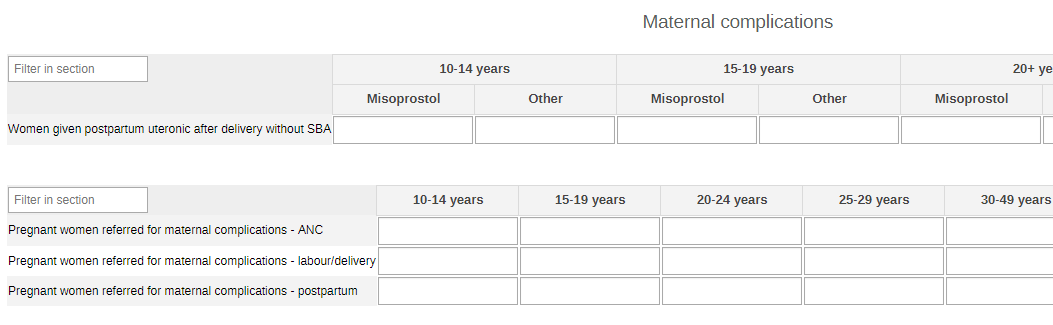 Maternal complications
Filter in section 10-14 years 15-19 years 20+ ye
Misoprostol Other Misoprostol Other Misoprostol
Women given postpartum uteronic after delivery without SBA
Filter in section 10-14 years 15-19 years 20-24 years 25-29 years 30-49 years
Pregnant women referred for maternal complications - ANC
Pregnant women referred for maternal complications - labour/delivery
Pregnant women referred for maternal complications - postpartum